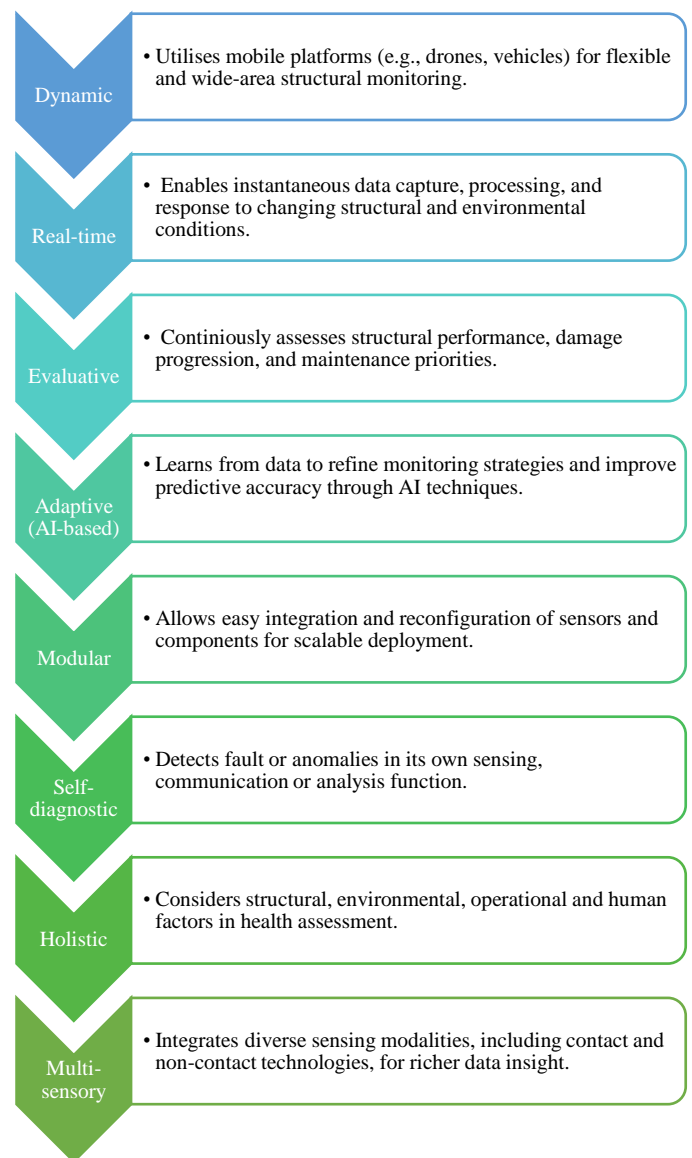 Dynamic
• Utilises mobile platforms (e.g., drones, vehicles) for flexible
and wide-area structural monitoring.
Real-time
• Enables instantaneous data capture, processing, and
response to changing structural and environmental
conditions.
Evaluative
• Continiously assesses structural performance, damage
progression, and maintenance priorities.
Adaptive
(AI-based)
• Learns from data to refine monitoring strategies and improve
predictive accuracy through AI techniques.
Modular
• Allows easy integration and reconfiguration of sensors and
components for scalable deployment.
Self-
diagnostic
• Detects fault or anomalies in its own sensing,
communication or analysis function.
Holistic
• Considers structural, environmental, operational and human
factors in health assessment.
Multi-
sensory
• Integrates diverse sensing modalities, including contact and
non-contact technologies, for richer data insight.